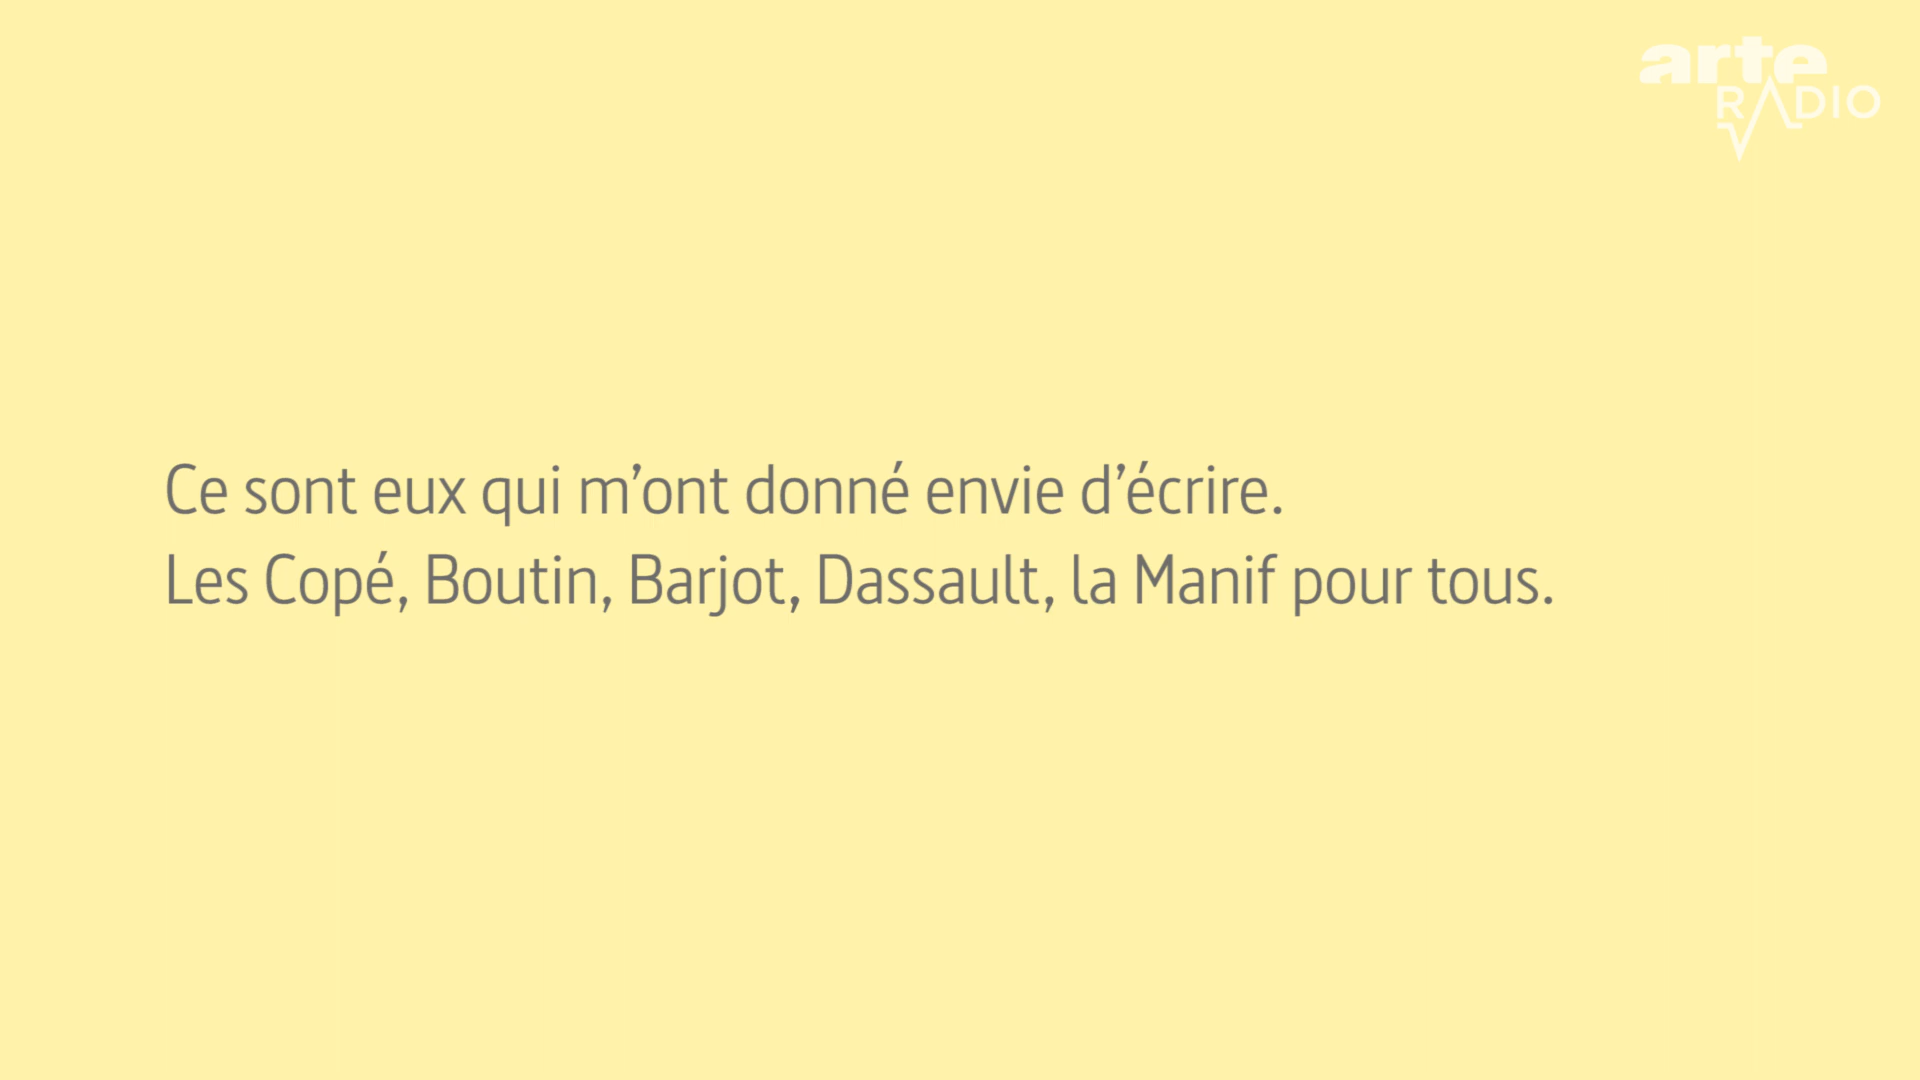 arte
RADIO
Ce sont eux qui m’ont donné envie d’écrire.
Les Copé, Boutin, Barjot, Dassault, la Manif pour tous.